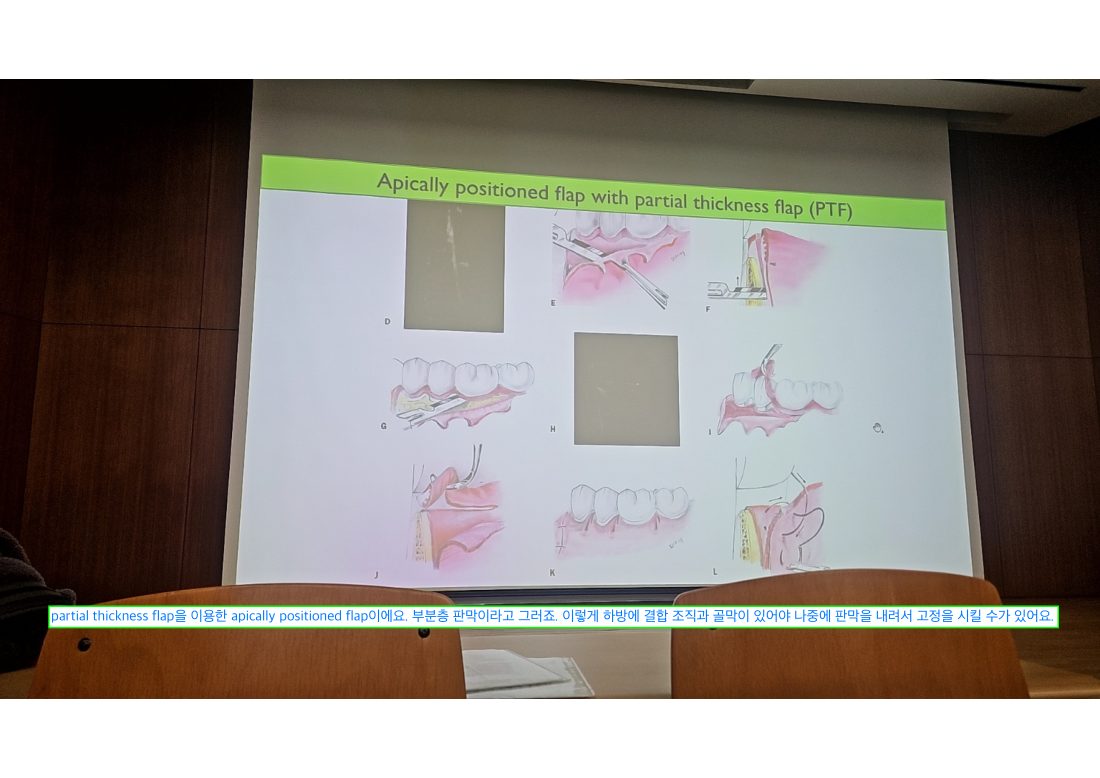 Apically positioned flap with partial thickness flap (PTF)
D
E
F
G
H
I
J
K
L
partial thickness flap을 이용한 apically positioned flap이에요. 부분층 판막이라고 그러죠. 이렇게 하방에 결합 조직과 골막이 있어야 나중에 판막을 내려서 고정을 시킬 수가 있어요.